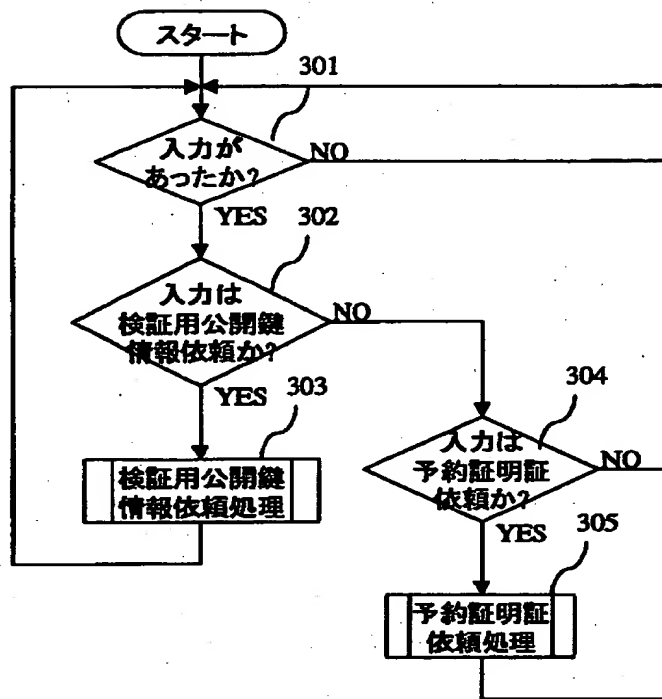 スタート
301
入力が
あったか?
NO
YES
302
入力は
検証用公開鍵
情報依頼か?
NO
YES
303
検証用公開鍵
情報依頼処理
304
入力は
予約証明証
依頼か?
NO
YES
305
予約証明証
依頼処理